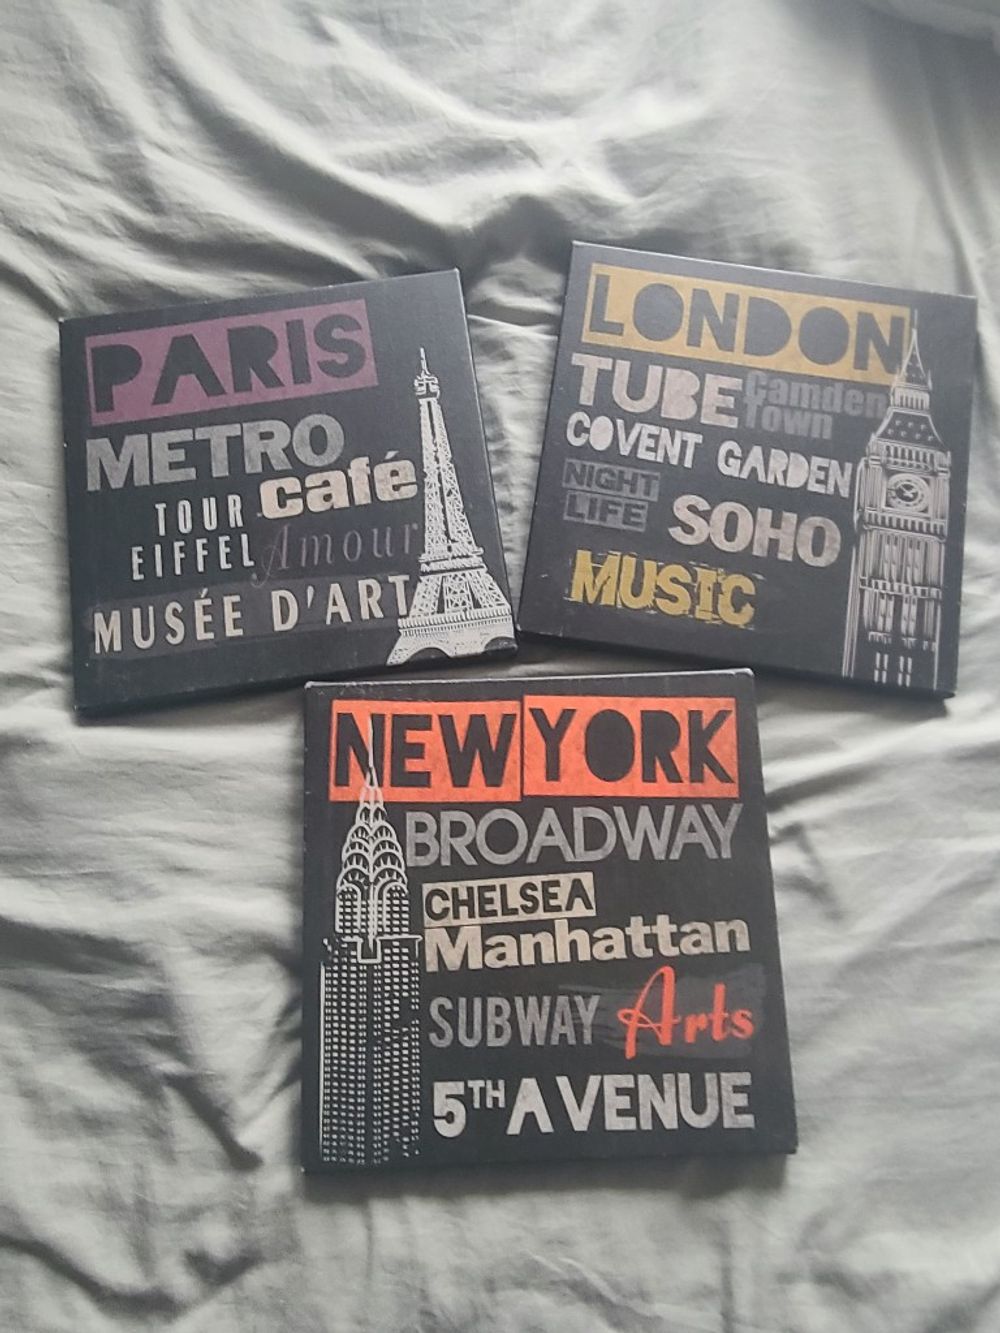 PARIS
METRO
TOUR café
EIFFEL Amour
MUSÉE D'ART
LONDON
TUBE Camden Town
COVENT GARDEN
NIGHT LIFE SOHO
MUSIC
NEW YORK
BROADWAY
CHELSEA
Manhattan
SUBWAY Arts
5TH AVENUE